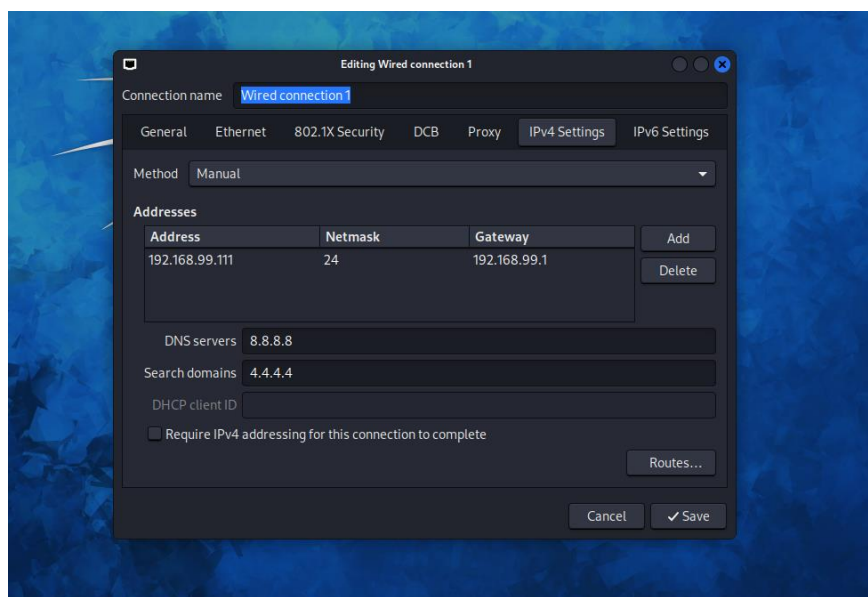 Editing Wired connection 1
Connection name Wired connection 1
General Ethernet 802.1X Security DCB Proxy IPv4 Settings IPv6 Settings
Method Manual
Addresses
Address Netmask Gateway Add
192.168.99.111 24 192.168.99.1
Delete
DNS servers 8.8.8.8
Search domains 4.4.4.4
DHCP client ID
Require IPv4 addressing for this connection to complete
Routes...
Cancel Save